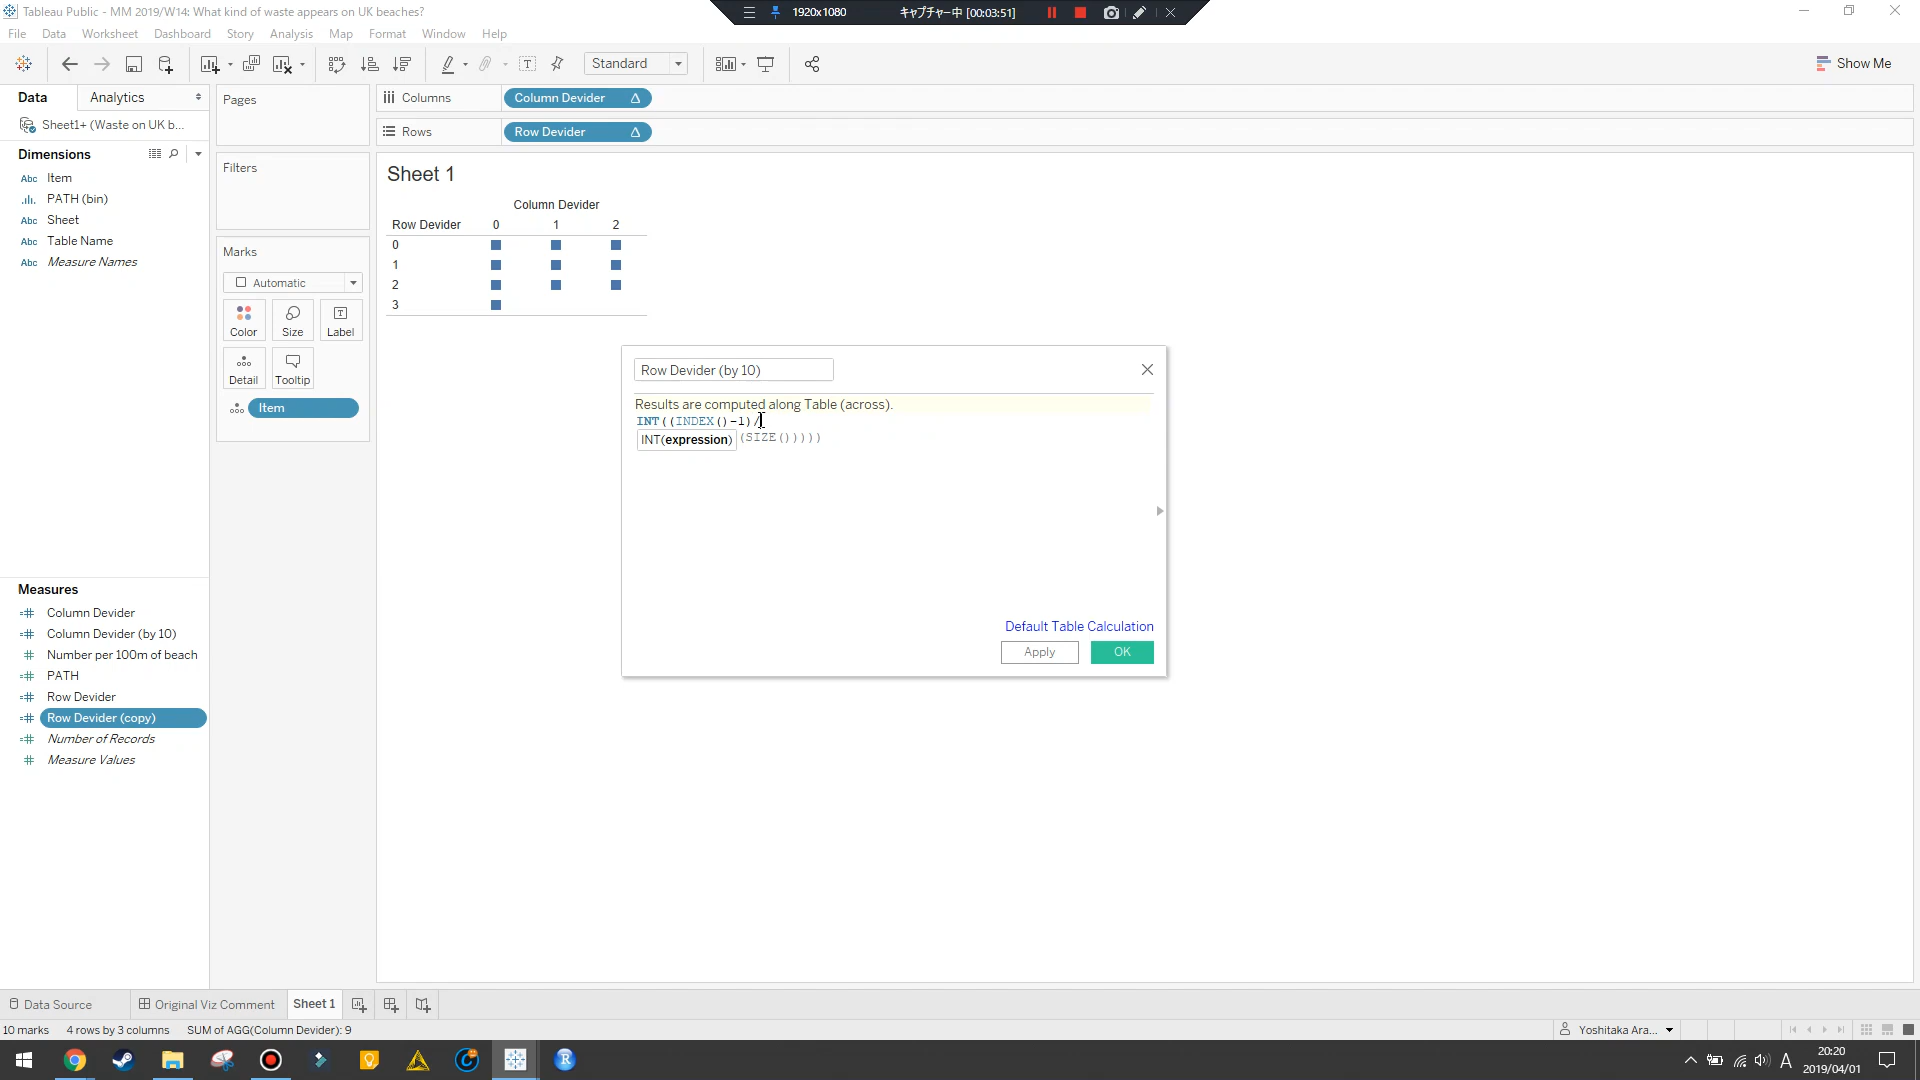 Tableau Public - MM 2019/W14: What kind of waste appears on UK beaches?
1920x1080
キャプチャー中 [00:03:51]
File Data Worksheet Dashboard Story Analysis Map Format Window Help
Standard
Show Me
Data Analytics
Pages
Columns
Column Devider
Sheet1+ (Waste on UK b...
Rows
Row Devider
Dimensions
Item
PATH (bin)
Sheet
Table Name
Measure Names
Filters
Sheet 1
Column Devider
Row Devider 0 1 2
0
1
2
3
Marks
Automatic
Color Size Label
Detail Tooltip
Item
Row Devider (by 10)
Results are computed along Table (across).
INT((INDEX()-1)/
INT(expression) (SIZE()))))
Default Table Calculation
Apply OK
Measures
Column Devider
Column Devider (by 10)
Number per 100m of beach
PATH
Row Devider
Row Devider (copy)
Number of Records
Measure Values
Data Source Original Viz Comment Sheet 1
10 marks 4 rows by 3 columns SUM of AGG(Column Devider): 9
Yoshitaka Ara...
A
20:20
2019/04/01